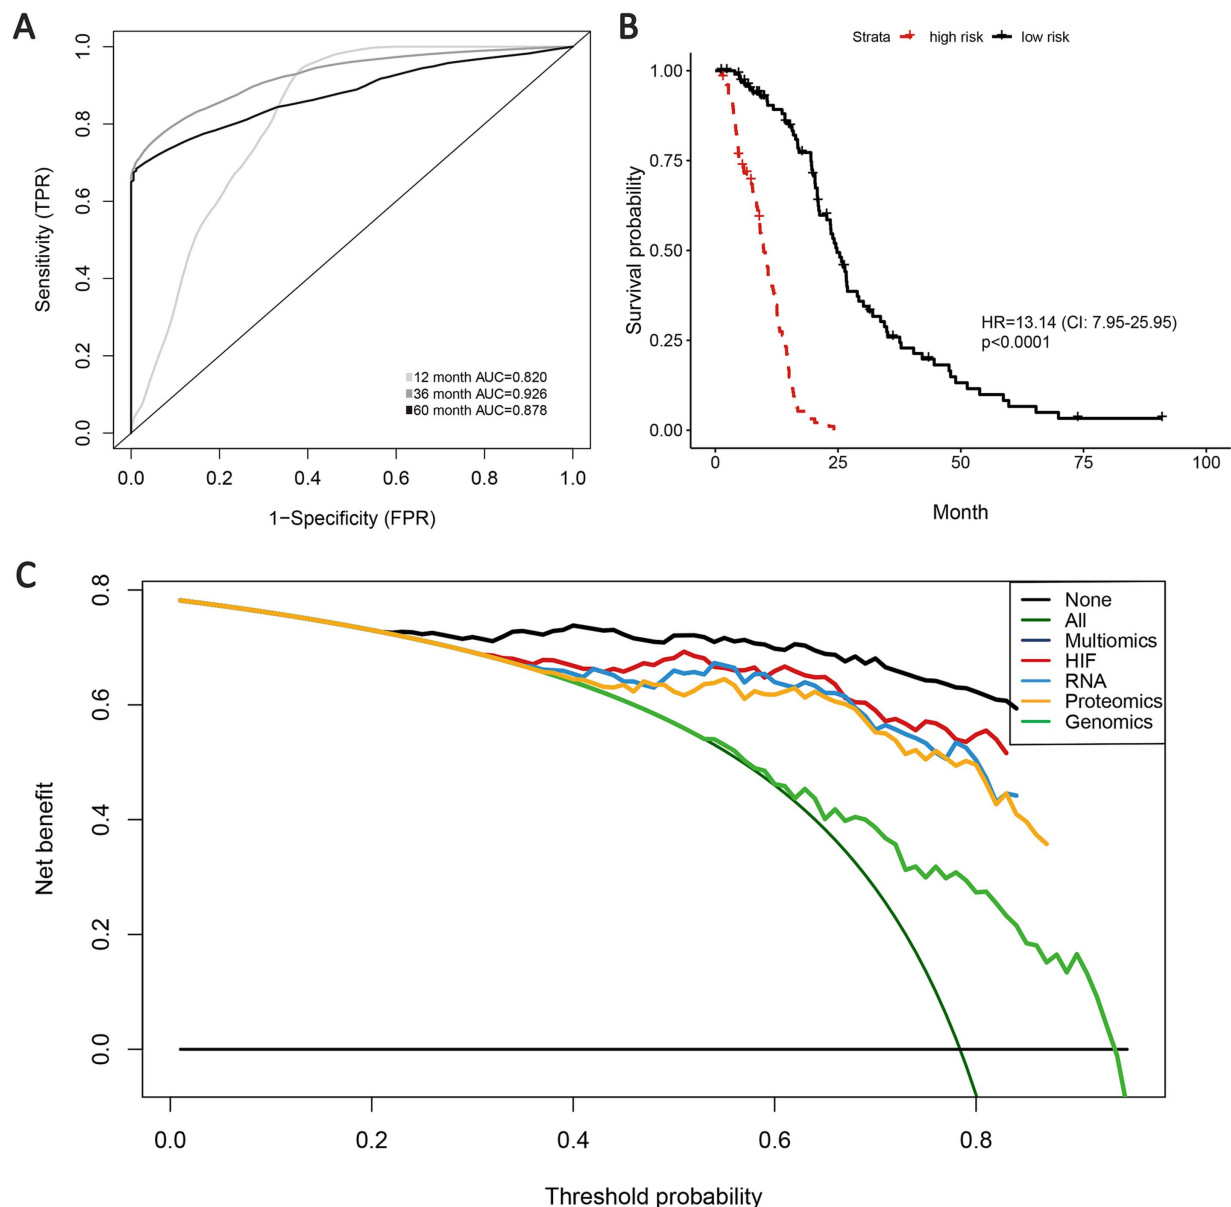 A
1.0
0.8
0.6
0.4
0.2
0.0
Sensitivity (TPR)
12 month AUC=0.820
36 month AUC=0.926
60 month AUC=0.878
0.0 0.2 0.4 0.6 0.8 1.0
1−Specificity (FPR)
B
Strata high risk low risk
1.00
0.75
0.50
0.25
0.00
Survival probability
HR=13.14 (CI: 7.95-25.95)
p<0.0001
0 25 50 75 100
Month
C
0.8
0.6
0.4
0.2
0.0
Net benefit
None
All
Multiomics
HIF
RNA
Proteomics
Genomics
0.0 0.2 0.4 0.6 0.8
Threshold probability